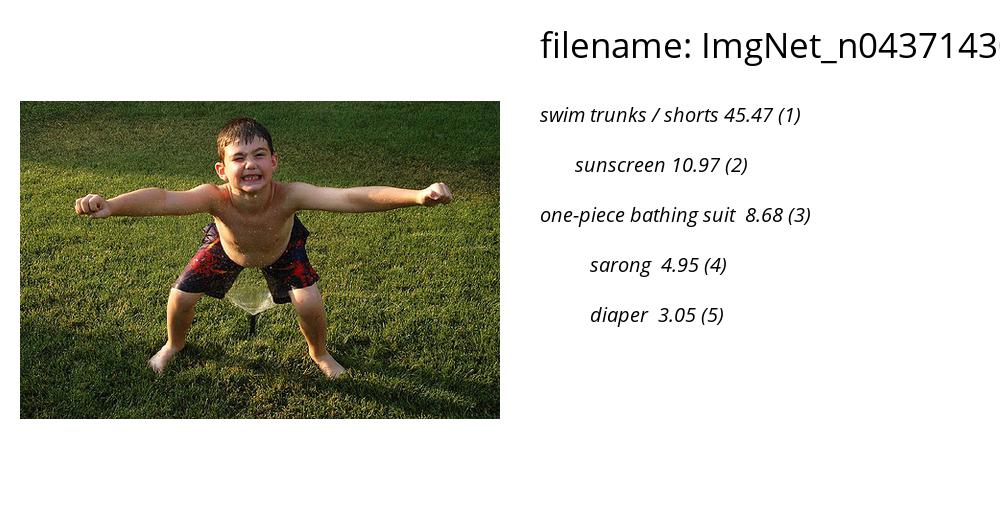 filename: ImgNet_n0437143
swim trunks / shorts 45.47 (1)
sunscreen 10.97 (2)
one-piece bathing suit 8.68 (3)
sarong 4.95 (4)
diaper 3.05 (5)